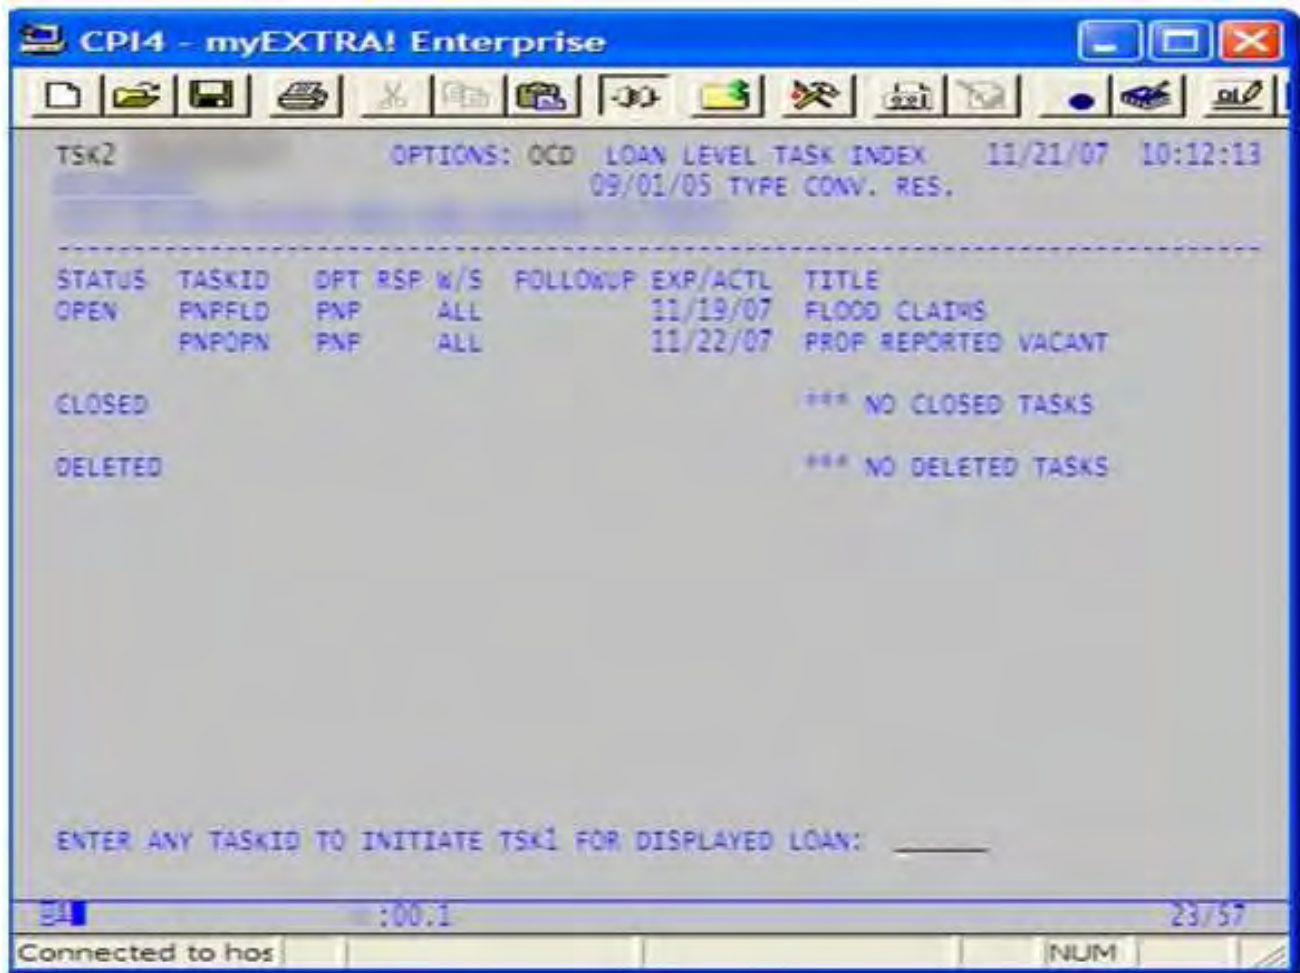 CPI4 - myEXTRA! Enterprise
TSK2 OPTIONS: OCD LOAN LEVEL TASK INDEX 11/21/07 10:12:13
09/01/05 TYPE CONV. RES.
STATUS TASKID DPT RSP W/S FOLLOWUP EXP/ACTL TITLE
OPEN PNPFLD PNP ALL 11/19/07 FLOOD CLAIMS
PNPOPN PNP ALL 11/22/07 PROP REPORTED VACANT
CLOSED *** NO CLOSED TASKS
DELETED *** NO DELETED TASKS
ENTER ANY TASKID TO INITIATE TSK1 FOR DISPLAYED LOAN: ______
:00.1 23/57
Connected to hos NUM